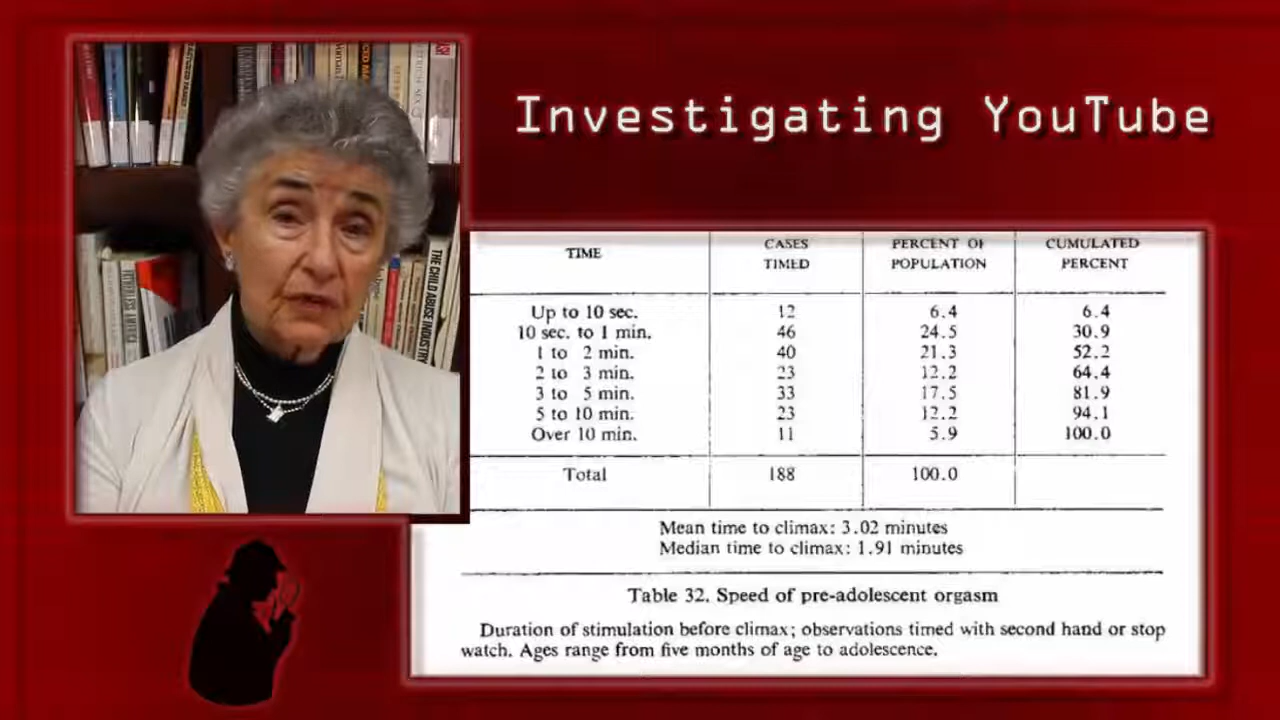 Investigating YouTube
THE CHILD ABUSE INDUSTRY
TIME CASES TIMED PERCENT OF POPULATION CUMULATED PERCENT
Up to 10 sec. 12 6.4 6.4
10 sec. to 1 min. 46 24.5 30.9
1 to 2 min. 40 21.3 52.2
2 to 3 min. 23 12.2 64.4
3 to 5 min. 33 17.5 81.9
5 to 10 min. 23 12.2 94.1
Over 10 min. 11 5.9 100.0
Total 188 100.0
Mean time to climax: 3.02 minutes
Median time to climax: 1.91 minutes
Table 32. Speed of pre-adolescent orgasm
Duration of stimulation before climax; observations timed with second hand or stop
watch. Ages range from five months of age to adolescence.